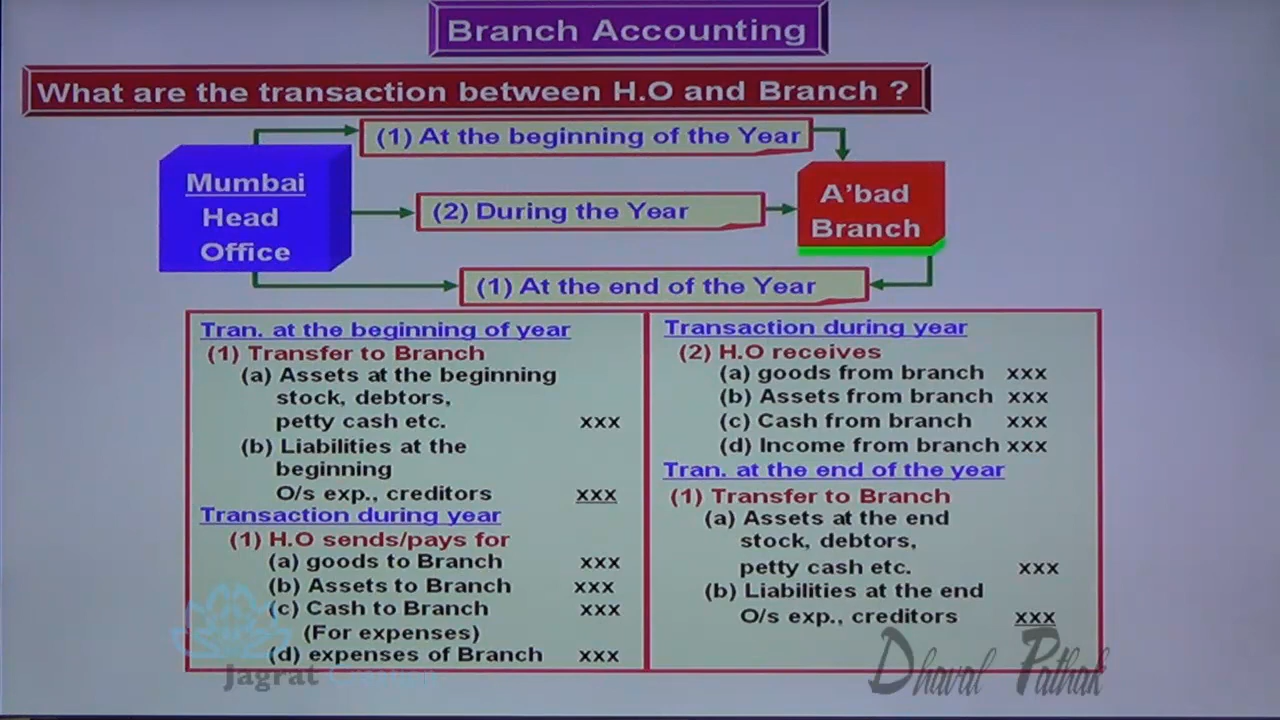 Branch Accounting
What are the transaction between H.O and Branch ?
(1) At the beginning of the Year
Mumbai
Head
Office
(2) During the Year
A'bad
Branch
(1) At the end of the Year
Tran. at the beginning of year
(1) Transfer to Branch
(a) Assets at the beginning
stock, debtors,
petty cash etc. xxx
(b) Liabilities at the
beginning
O/s exp., creditors xxx
Transaction during year
(1) H.O sends/pays for
(a) goods to Branch xxx
(b) Assets to Branch xxx
(c) Cash to Branch xxx
(For expenses)
(d) expenses of Branch xxx
Transaction during year
(2) H.O receives
(a) goods from branch xxx
(b) Assets from branch xxx
(c) Cash from branch xxx
(d) Income from branch xxx
Tran. at the end of the year
(1) Transfer to Branch
(a) Assets at the end
stock, debtors,
petty cash etc. xxx
(b) Liabilities at the end
O/s exp., creditors xxx
Jagrat
Dhaval Pathak